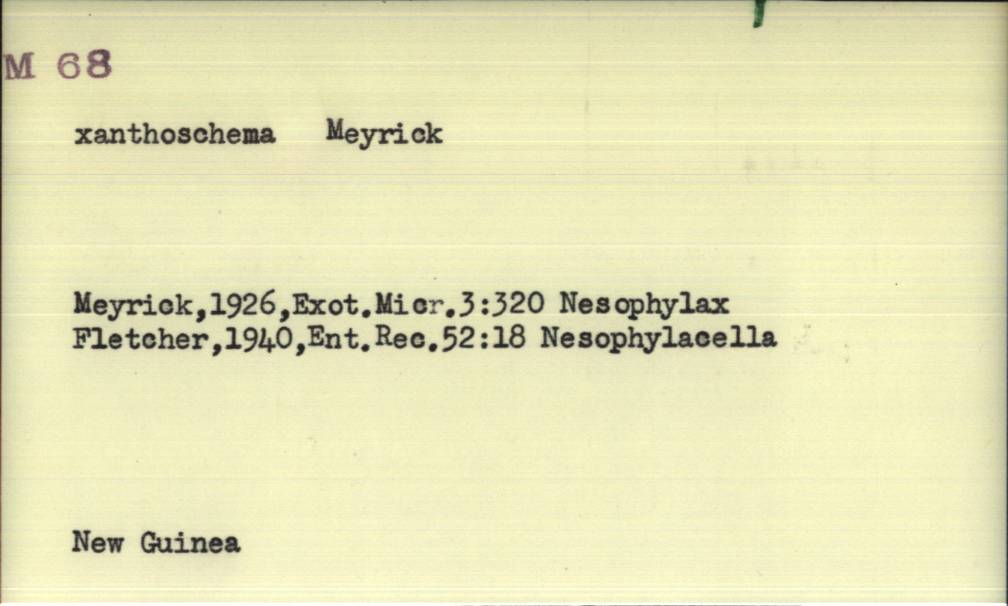 M 68
xanthoschema Meyrick
Meyrick,1926,Exot.Micr.3:320 Nesophylax
Fletcher,1940,Ent.Rec.52:18 Nesophylacella
New Guinea